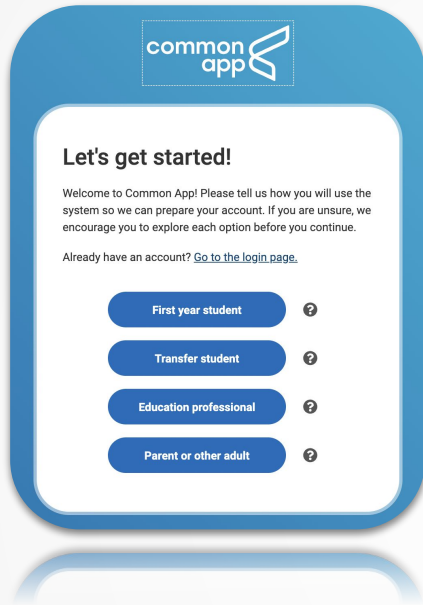 common
app
Let's get started!
Welcome to Common App! Please tell us how you will use the
system so we can prepare your account. If you are unsure, we
encourage you to explore each option before you continue.
Already have an account? Go to the login page.
First year student ?
Transfer student ?
Education professional ?
Parent or other adult ?